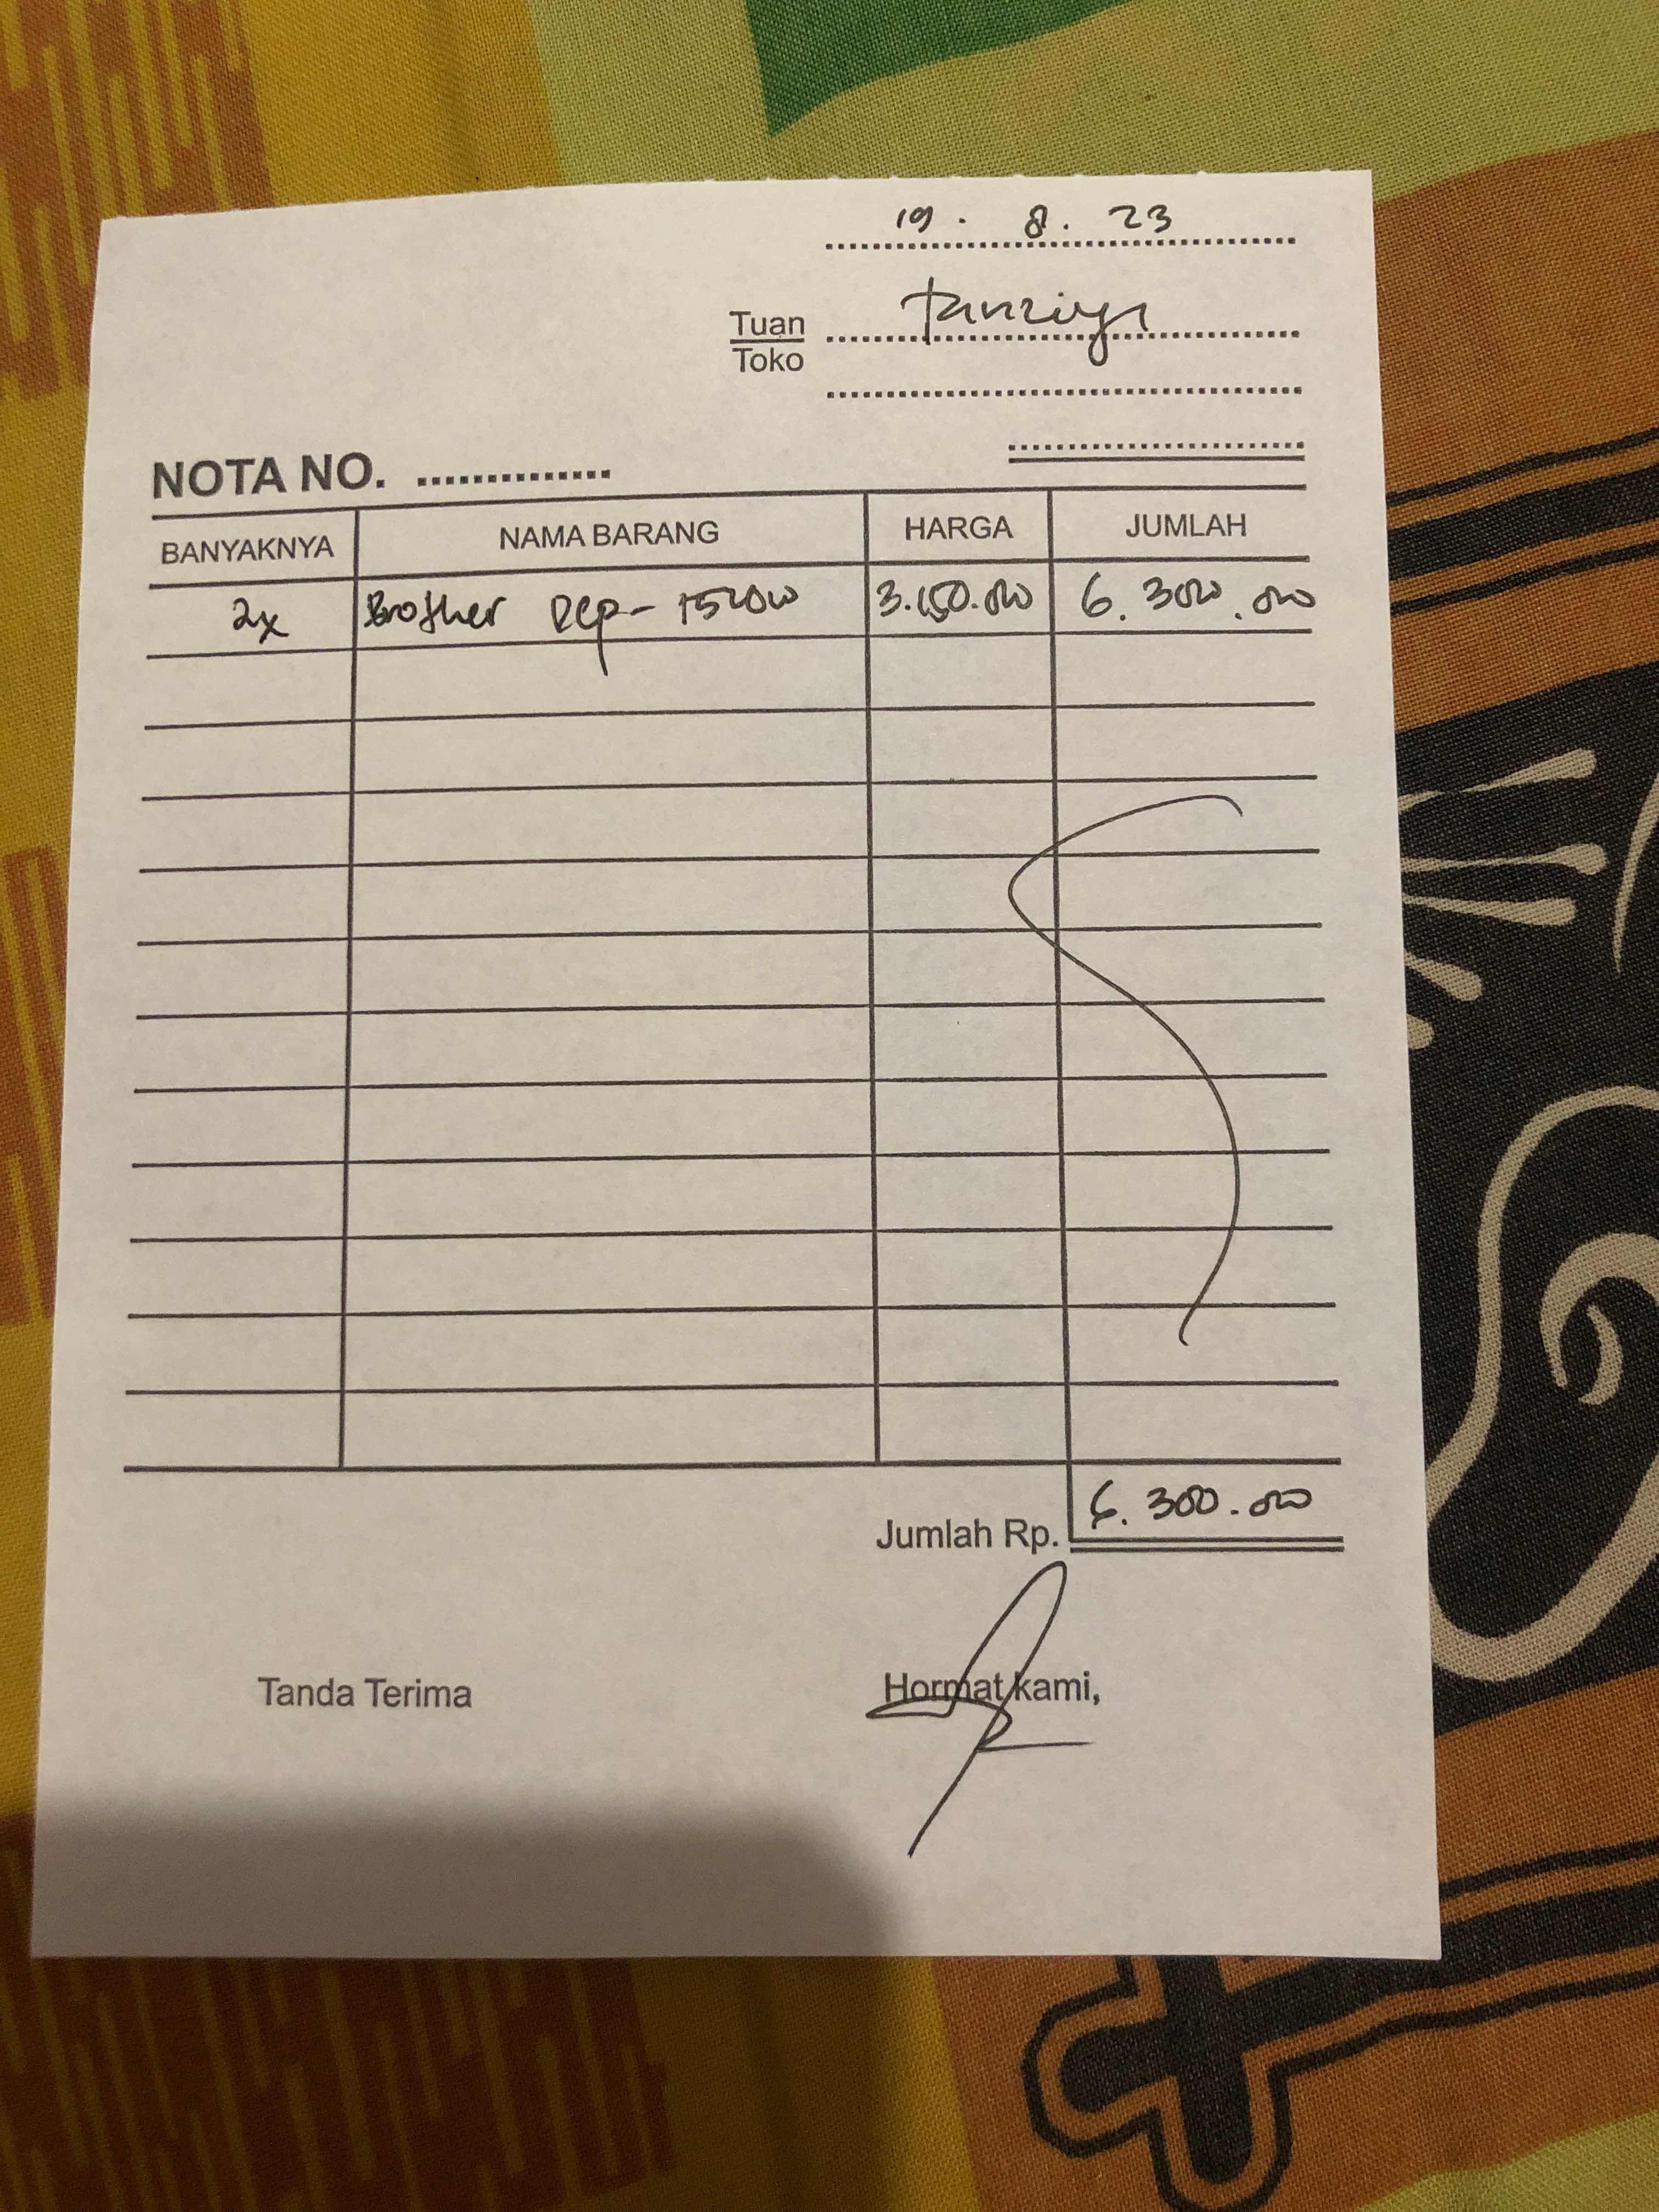 19 . 8 . 23
Tuan
Toko
NOTA NO. ..............
BANYAKNYA NAMA BARANG HARGA JUMLAH
2x Brother DCP- 3.150.000 6.300.000
Jumlah Rp. 6.300.000
Tanda Terima Hormat kami,